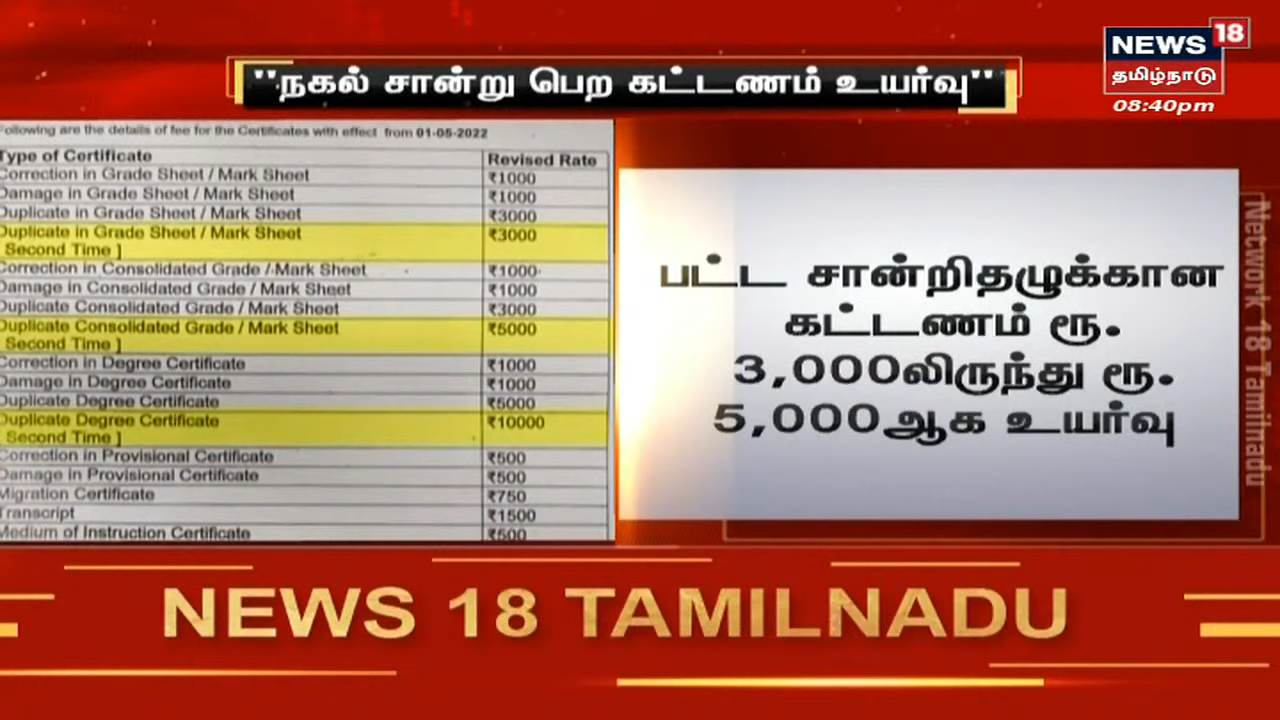 NEWS 18
தமிழ்நாடு
08:40pm
"நகல் சான்று பெற கட்டணம் உயர்வு"
Following are the details of fee for the Certificates with effect from 01-05-2022
Type of Certificate Revised Rate
Correction in Grade Sheet / Mark Sheet ₹1000
Damage in Grade Sheet / Mark Sheet ₹1000
Duplicate in Grade Sheet / Mark Sheet ₹3000
Duplicate in Grade Sheet / Mark Sheet ₹3000
Second Time ]
Correction in Consolidated Grade / Mark Sheet ₹1000
Damage in Consolidated Grade / Mark Sheet ₹1000
Duplicate Consolidated Grade / Mark Sheet ₹3000
Duplicate Consolidated Grade / Mark Sheet ₹5000
Second Time ]
Correction in Degree Certificate ₹1000
Damage in Degree Certificate ₹1000
Duplicate Degree Certificate ₹5000
Duplicate Degree Certificate ₹10000
Second Time ]
Correction in Provisional Certificate ₹500
Damage in Provisional Certificate ₹500
Migration Certificate ₹750
Transcript ₹1500
Medium of Instruction Certificate ₹500
பட்ட சான்றிதழுக்கான
கட்டணம் ரூ.
3,000லிருந்து ரூ.
5,000ஆக உயர்வு
Network 18 Tamilnadu
NEWS 18 TAMILNADU